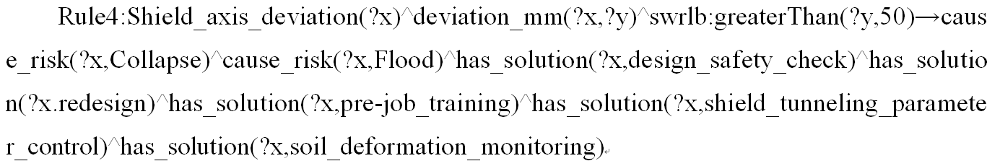 Rule4:Shield_axis_deviation(?x)^deviation_mm(?x,?y)^swrlb:greaterThan(?y,50)→caus
e_risk(?x,Collapse)^cause_risk(?x,Flood)^has_solution(?x,design_safety_check)^has_solutio
n(?x.redesign)^has_solution(?x,pre-job_training)^has_solution(?x,shield_tunneling_paramete
r_control)^has_solution(?x,soil_deformation_monitoring)